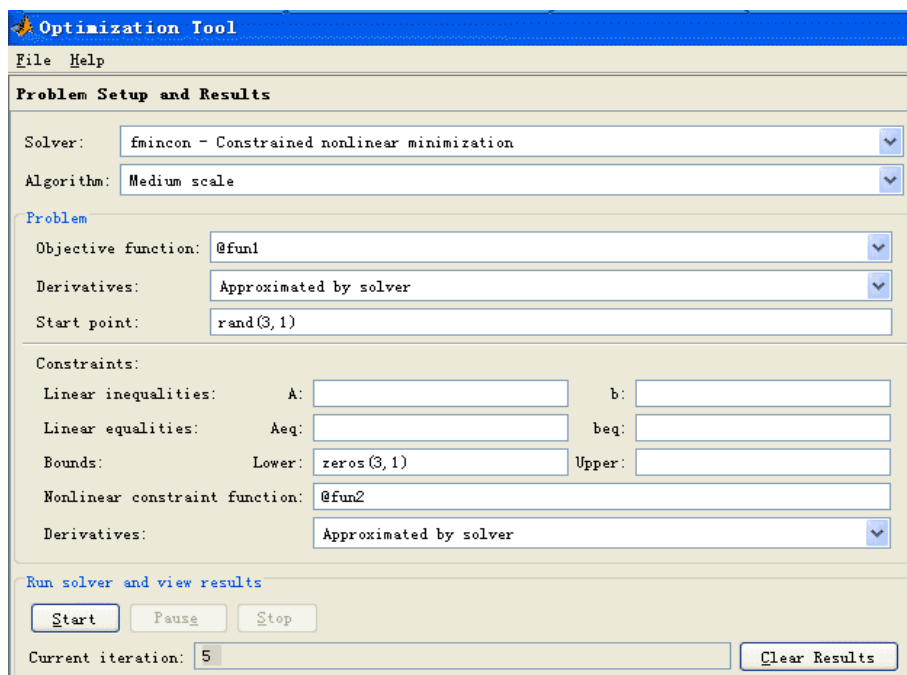 Optimization Tool
File Help
Problem Setup and Results
Solver: fmincon - Constrained nonlinear minimization
Algorithm: Medium scale
Problem
Objective function: @fun1
Derivatives: Approximated by solver
Start point: rand(3,1)
Constraints:
Linear inequalities: A: b:
Linear equalities: Aeq: beq:
Bounds: Lower: zeros(3,1) Upper:
Nonlinear constraint function: @fun2
Derivatives: Approximated by solver
Run solver and view results
Start Pause Stop
Current iteration: 5 Clear Results